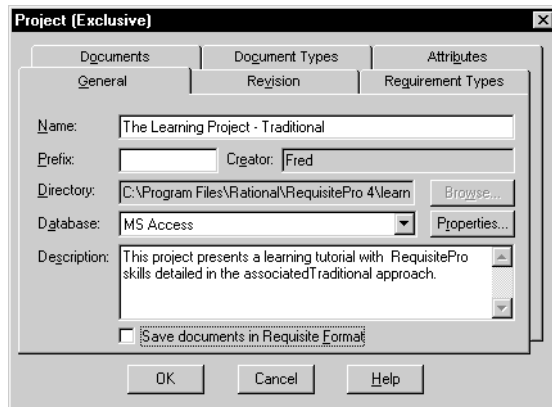 Project (Exclusive)
Documents Document Types Attributes
General Revision Requirement Types
Name: The Learning Project - Traditional
Prefix: Creator: Fred
Directory: C:\Program Files\Rational\RequisitePro 4\learn Browse...
Database: MS Access Properties...
Description: This project presents a learning tutorial with RequisitePro
skills detailed in the associatedTraditional approach.
Save documents in Requisite Format
OK Cancel Help